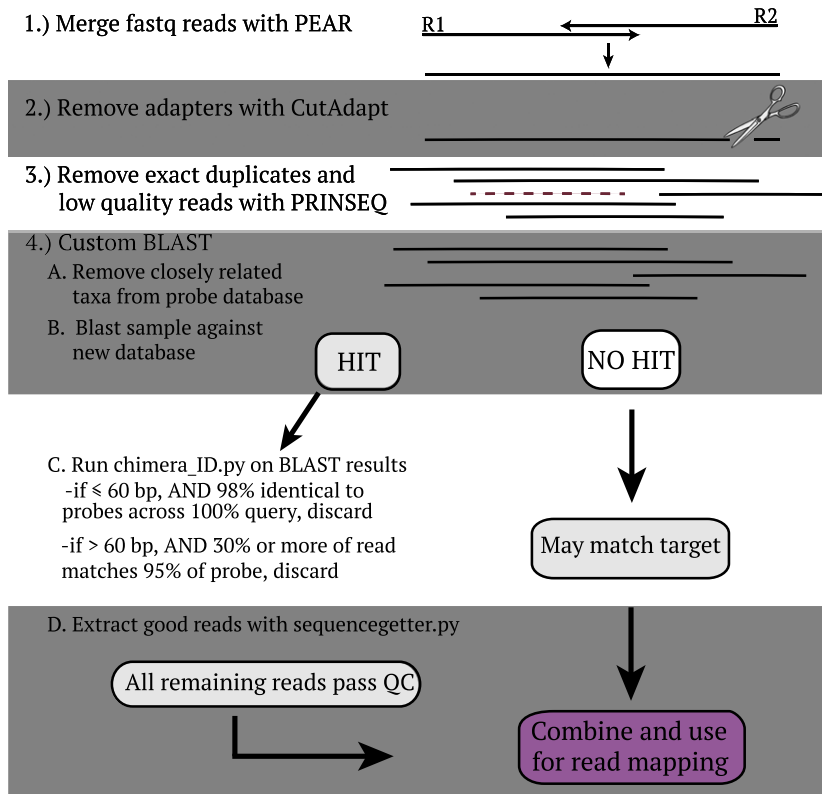 1.) Merge fastq reads with PEAR
R1
R2
2.) Remove adapters with CutAdapt
3.) Remove exact duplicates and
low quality reads with PRINSEQ
4.) Custom BLAST
A. Remove closely related
taxa from probe database
B. Blast sample against
new database
HIT
NO HIT
C. Run chimera_ID.py on BLAST results
-if ≤ 60 bp, AND 98% identical to
probes across 100% query, discard
-if > 60 bp, AND 30% or more of read
matches 95% of probe, discard
May match target
D. Extract good reads with sequencegetter.py
All remaining reads pass QC
Combine and use
for read mapping